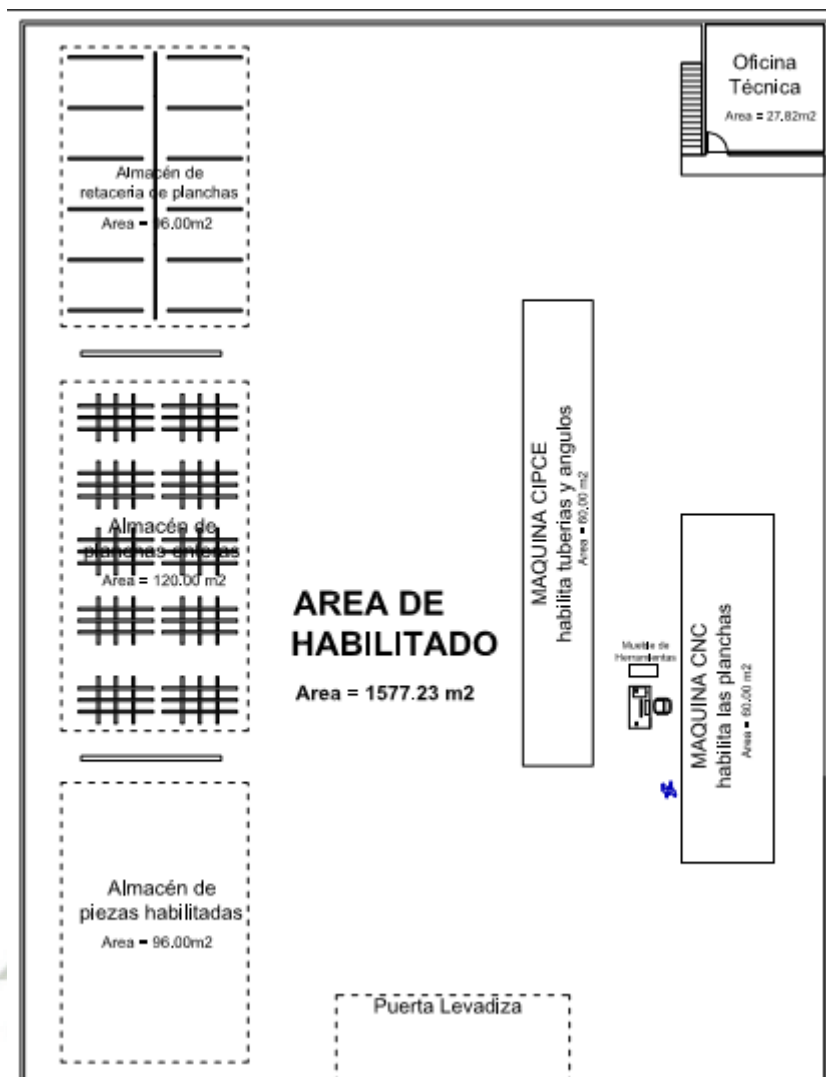 Oficina
Técnica
Area = 27.82m2
Almacén de
retaceria de planchas
Area = 96.00m2
MAQUINA CIPCE
habilita tuberias y angulos
Area = 60.00 m2
Almacén de
planchas enteras
Area = 120.00 m2
AREA DE
HABILITADO
Area = 1577.23 m2
Mueble de
Herramientas
MAQUINA CNC
habilita las planchas
Area = 60.00 m2
Almacén de
piezas habilitadas
Area = 96.00m2
Puerta Levadiza